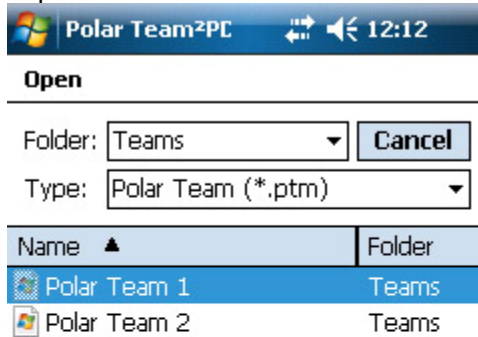 Polar Team²PC 12:12
Open
Folder: Teams Cancel
Type: Polar Team (*.ptm)
Name Folder
Polar Team 1 Teams
Polar Team 2 Teams